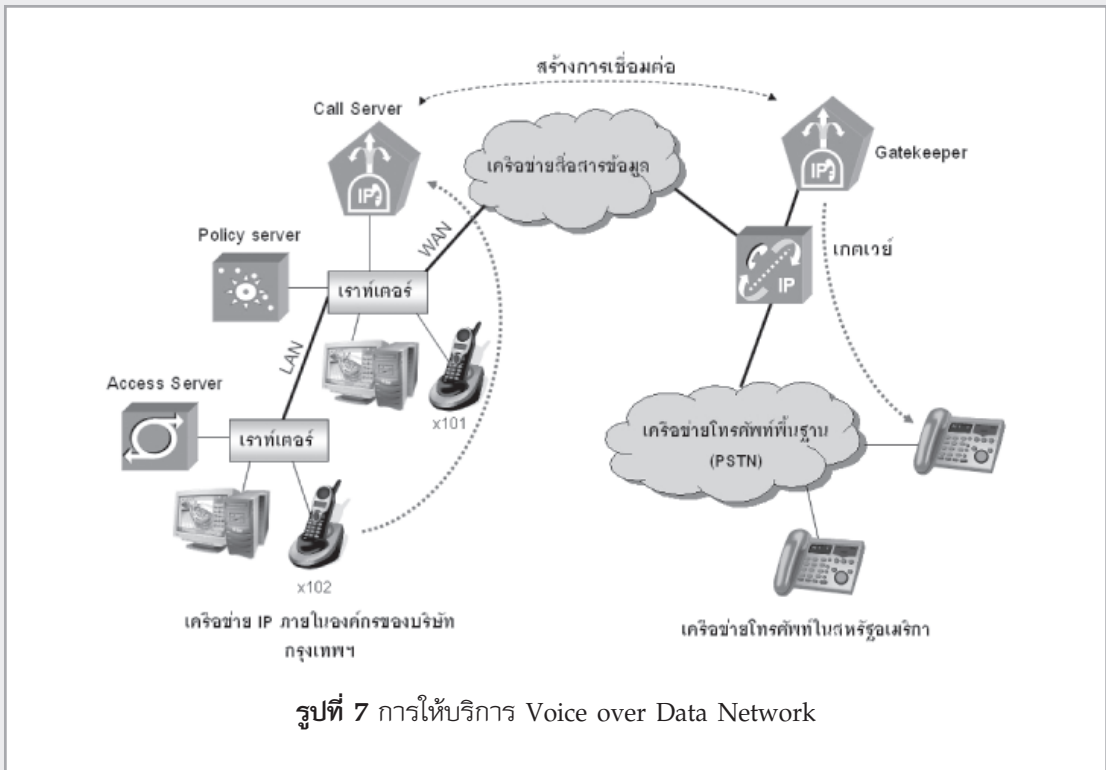 สร้างการเชื่อมต่อ
Call Server
Gatekeeper
IP
IP
เครือข่ายสื่อสารข้อมูล
WAN
Policy server
เกตเวย์
IP
เราท์เตอร์
LAN
Access Server
x101
เราท์เตอร์
เครือข่ายโทรศัพท์พื้นฐาน
(PSTN)
x102
เครือข่าย IP ภายในองค์กรของบริษัท
กรุงเทพฯ
เครือข่ายโทรศัพท์ในสหรัฐอเมริกา
รูปที่ 7 การให้บริการ Voice over Data Network